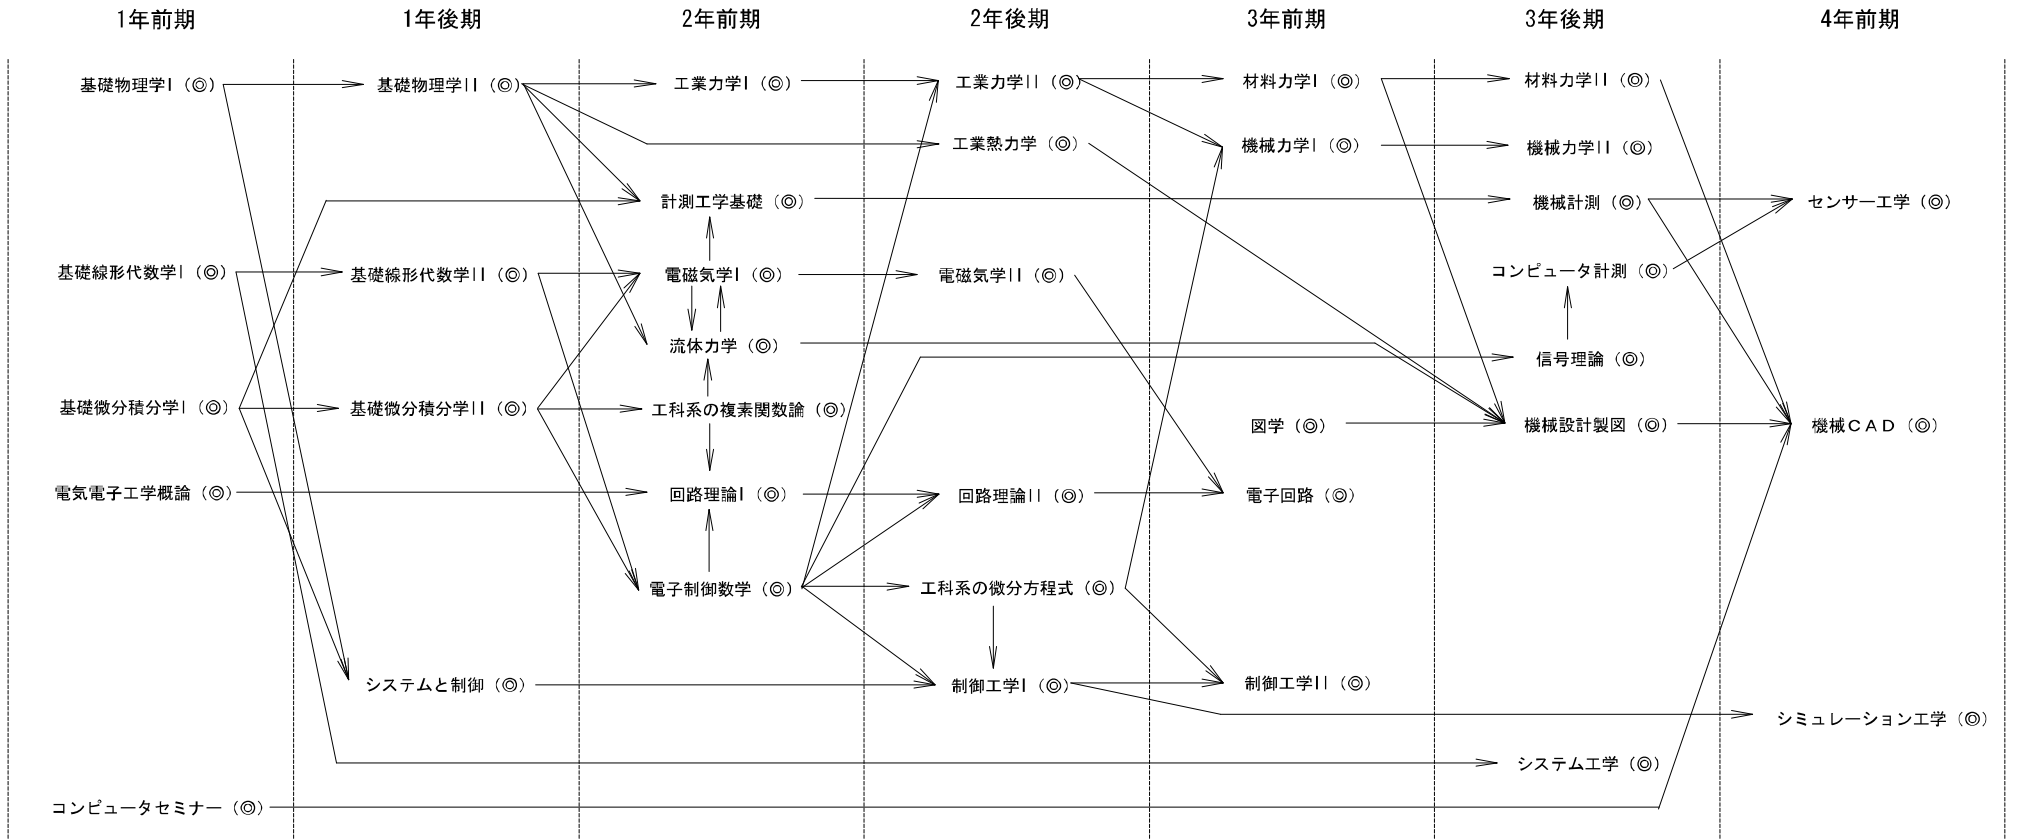 1年前期 1年後期 2年前期 2年後期 3年前期 3年後期 4年前期
基礎物理学I（◎） 基礎物理学II（◎） 工業力学I（◎） 工業力学II（◎） 材料力学I（◎） 材料力学II（◎）
工業熱力学（◎） 機械力学I（◎） 機械力学II（◎）
計測工学基礎（◎） 機械計測（◎） センサー工学（◎）
基礎線形代数学I（◎） 基礎線形代数学II（◎） 電磁気学I（◎） 電磁気学II（◎） コンピュータ計測（◎）
流体力学（◎） 信号理論（◎）
基礎微分積分学I（◎） 基礎微分積分学II（◎） 工科系の複素関数論（◎） 図学（◎） 機械設計製図（◎） 機械CAD（◎）
電気電子工学概論（◎） 回路理論I（◎） 回路理論II（◎） 電子回路（◎）
電子制御数学（◎） 工科系の微分方程式（◎）
システムと制御（◎） 制御工学I（◎） 制御工学II（◎）
シミュレーション工学（◎）
システム工学（◎）
コンピュータセミナー（◎）